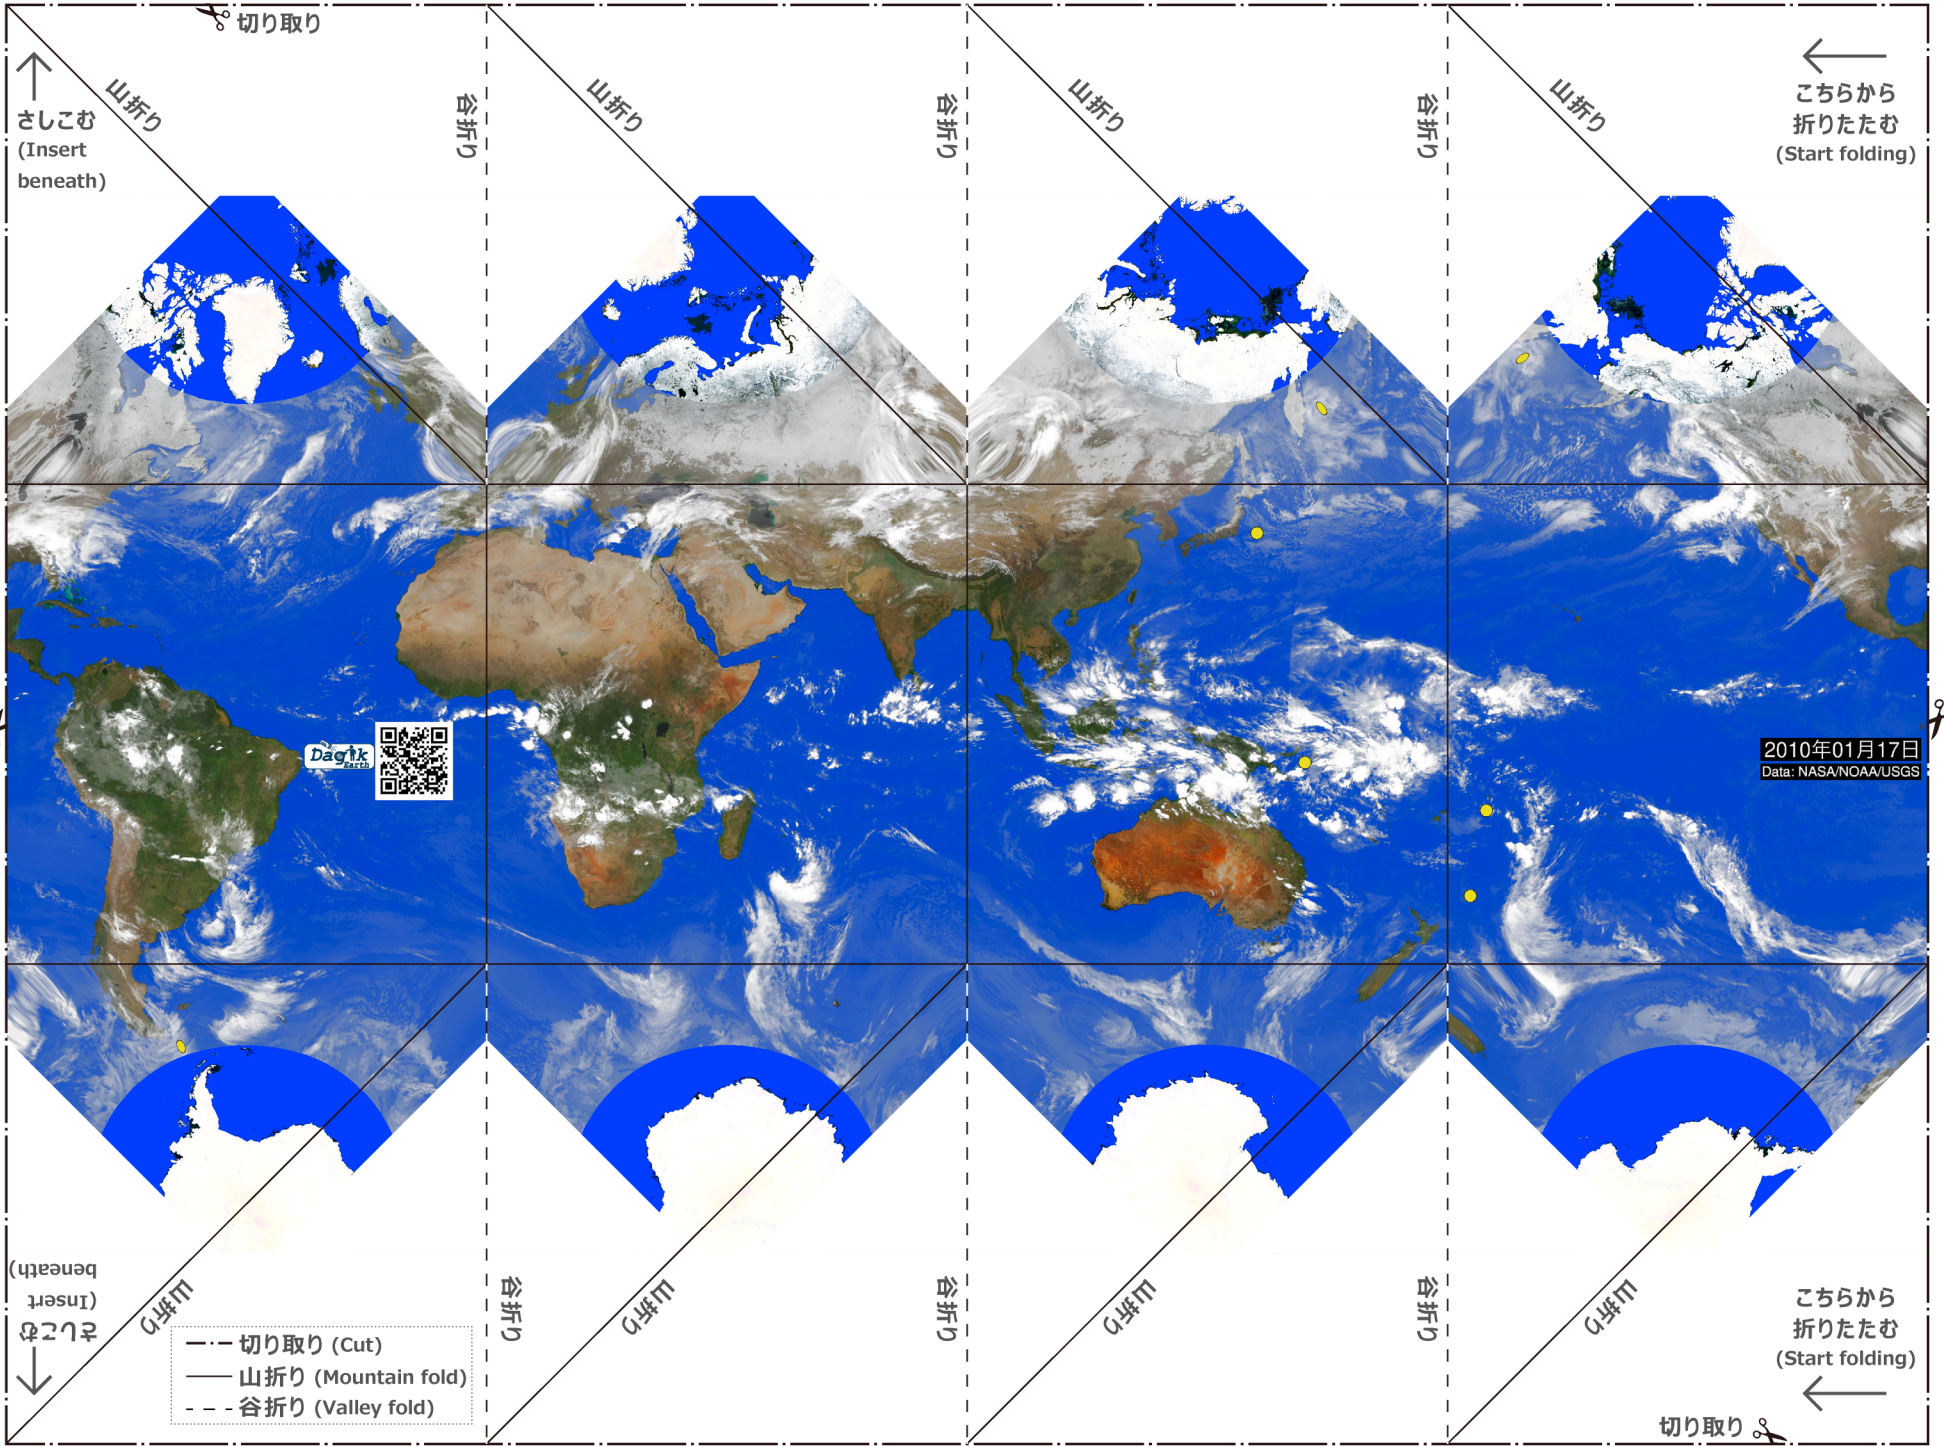 切り取り
山折り
谷折り
山折り
谷折り
山折り
谷折り
山折り
さしこむ
(Insert
beneath)
こちらから
折りたたむ
(Start folding)
Dagik
Earth
2010年01月17日
Data: NASA/NOAA/USGS
さしこむ
(Insert
beneath)
山折り
谷折り
山折り
谷折り
山折り
谷折り
山折り
こちらから
折りたたむ
(Start folding)
切り取り (Cut)
山折り (Mountain fold)
谷折り (Valley fold)
切り取り